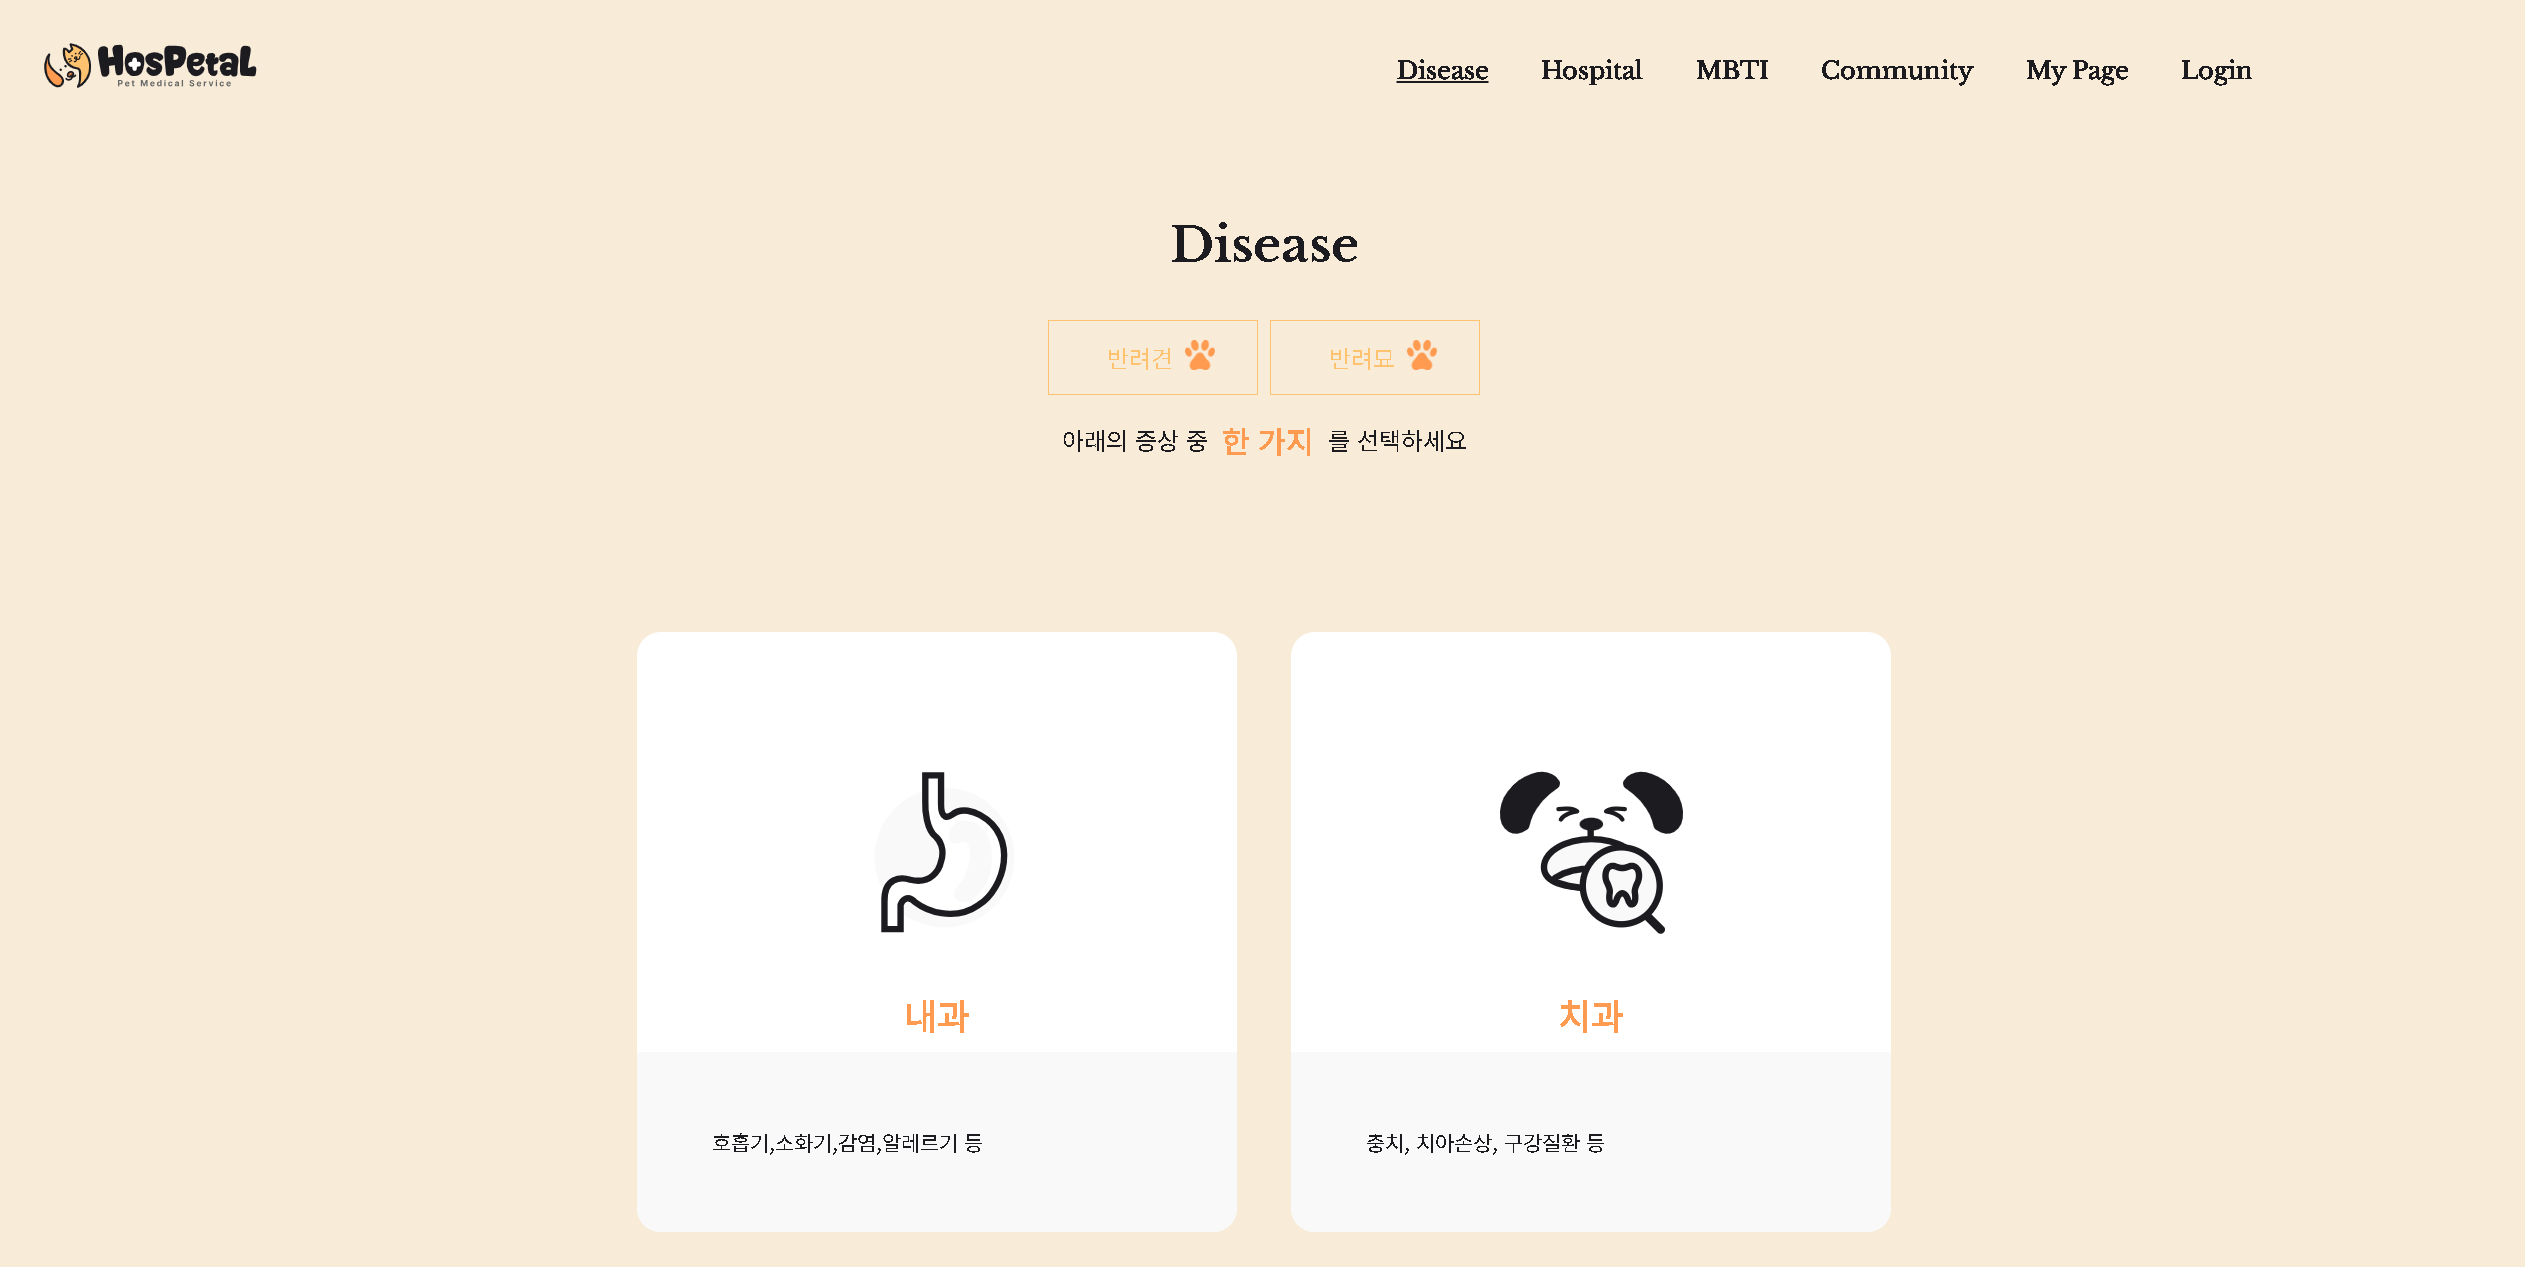 HosPetal
Pet Medical Service
Disease Hospital MBTI Community My Page Login
Disease
반려견 반려묘
아래의 증상 중 한 가지 를 선택하세요
내과
호흡기,소화기,감염,알레르기 등
치과
충치, 치아손상, 구강질환 등